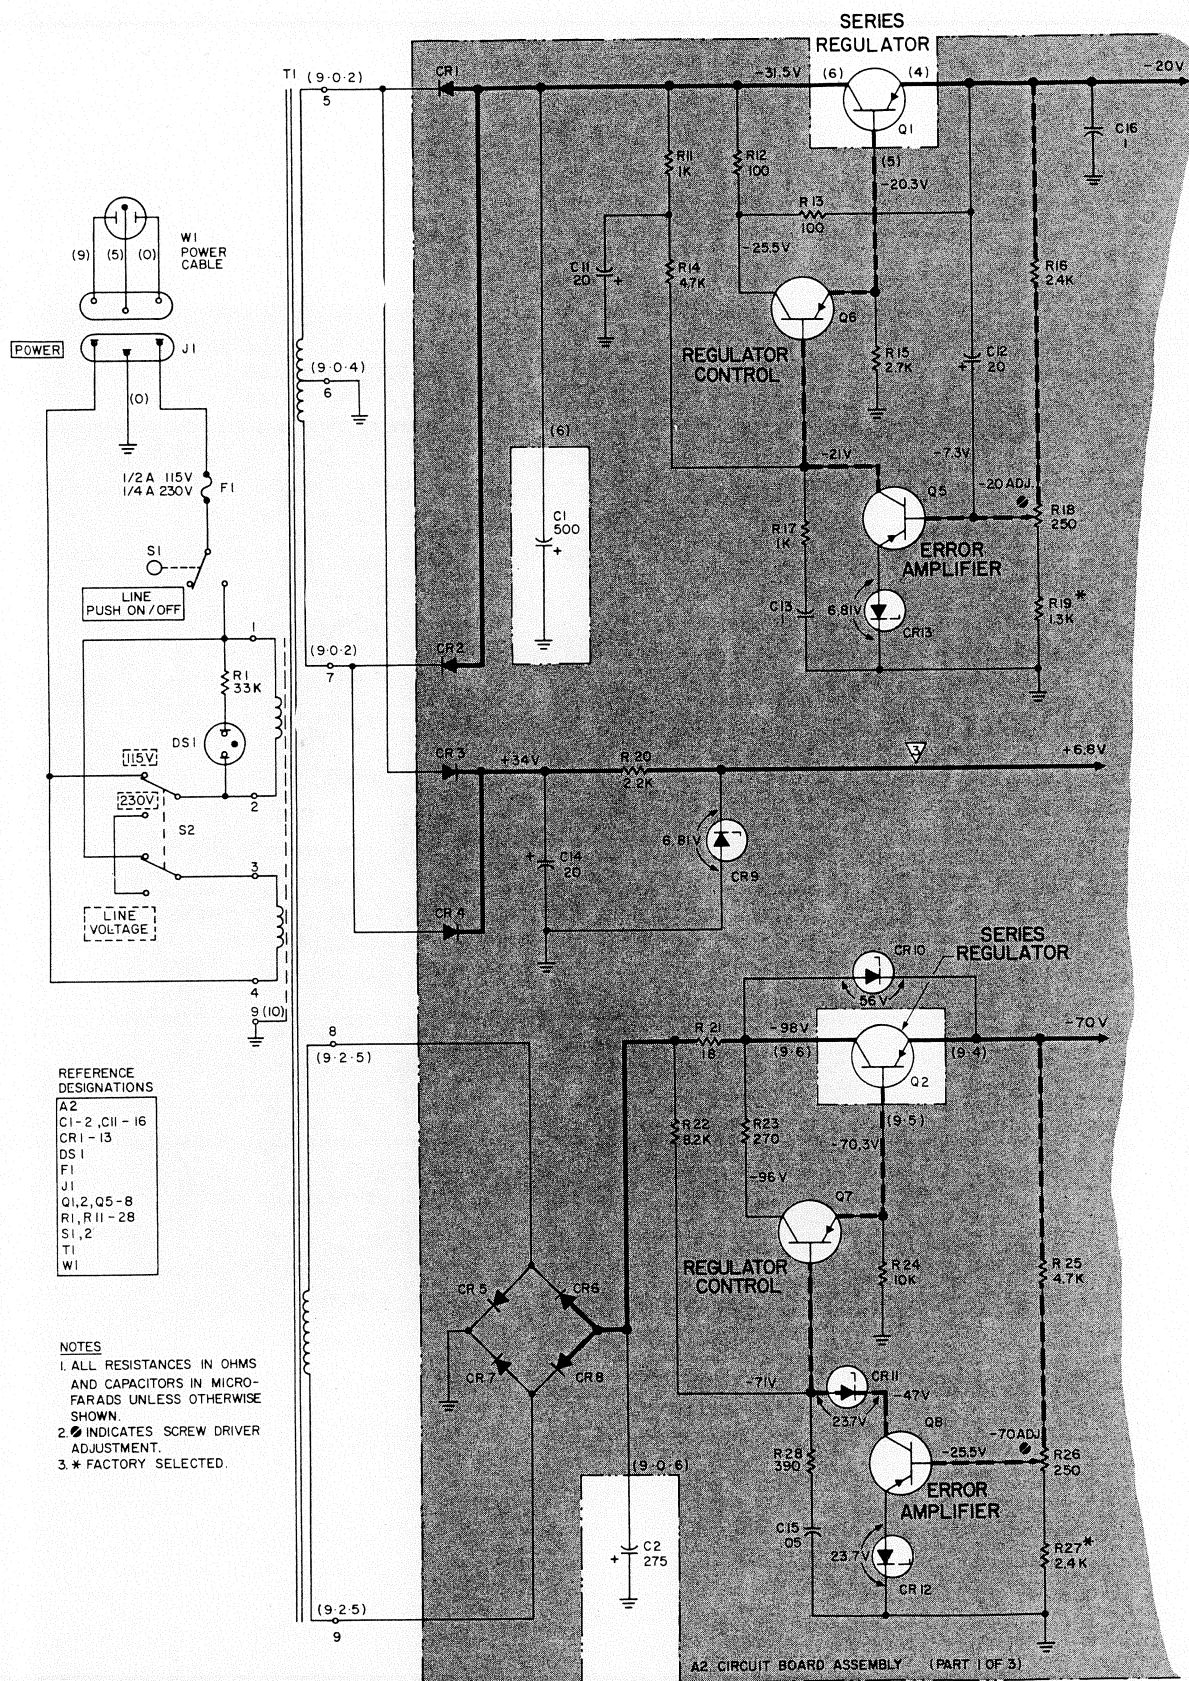 SERIES
REGULATOR
T1
(9·0·2)
5
CR1
-31.5V
(6)
(4)
-20V
Q1
C16
1
(5)
-20.3V
R11
1K
R12
100
R13
100
-25.5V
W1
POWER
CABLE
(9)
(5)
(0)
C11
20
+
R14
4.7K
R16
2.4K
Q6
POWER
J1
REGULATOR
CONTROL
R15
2.7K
C12
20
+
(9·0·4)
6
(0)
(6)
-21V
-7.3V
1/2 A 115V
1/4 A 230V
F1
Q5
-20 ADJ.
R18
250
C1
500
+
R17
1K
ERROR
AMPLIFIER
S1
LINE
PUSH ON/OFF
C13
1
6.81V
CR13
R19*
1.3K
1
(9·0·2)
7
CR2
R1
33K
DS1
115V
CR3
+34V
R 20
2.2K
3
+6.8V
230V
2
S2
6.81V
CR9
+
C14
20
3
LINE
VOLTAGE
CR4
SERIES
REGULATOR
CR10
56V
4
9 (10)
8
(9·2·5)
R 21
18
-98V
(9·6)
(9·4)
-70V
Q2
REFERENCE
DESIGNATIONS
A2
C1-2, C11-16
CR1-13
DS1
F1
J1
Q1,2,Q5-8
R1,R11-28
S1,2
T1
W1
R22
8.2K
R23
270
(9·5)
-70.3V
-96V
Q7
REGULATOR
CONTROL
R 24
10K
R 25
4.7K
CR5
CR6
CR7
CR8
NOTES
1. ALL RESISTANCES IN OHMS
AND CAPACITORS IN MICRO-
FARADS UNLESS OTHERWISE
SHOWN.
2. INDICATES SCREW DRIVER
ADJUSTMENT.
3. * FACTORY SELECTED.
-71V
CR11
23.7V
-47V
Q8
-70 ADJ.
-25.5V
R26
250
R28
390
(9·0·6)
ERROR
AMPLIFIER
C15
.05
23.7V
CR12
R27*
2.4K
C2
275
+
(9·2·5)
9
A2 CIRCUIT BOARD ASSEMBLY (PART 1 OF 3)